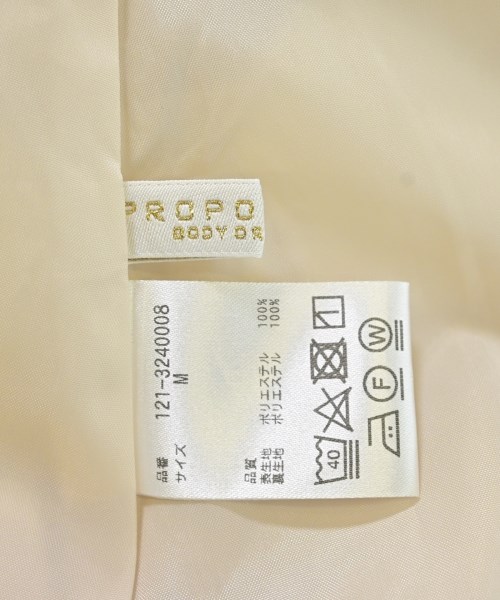 PROPO
BODY DR
品番 121-3240008
サイズ M
品質
表生地 ポリエステル 100%
裏生地 ポリエステル 100%
40
F
W